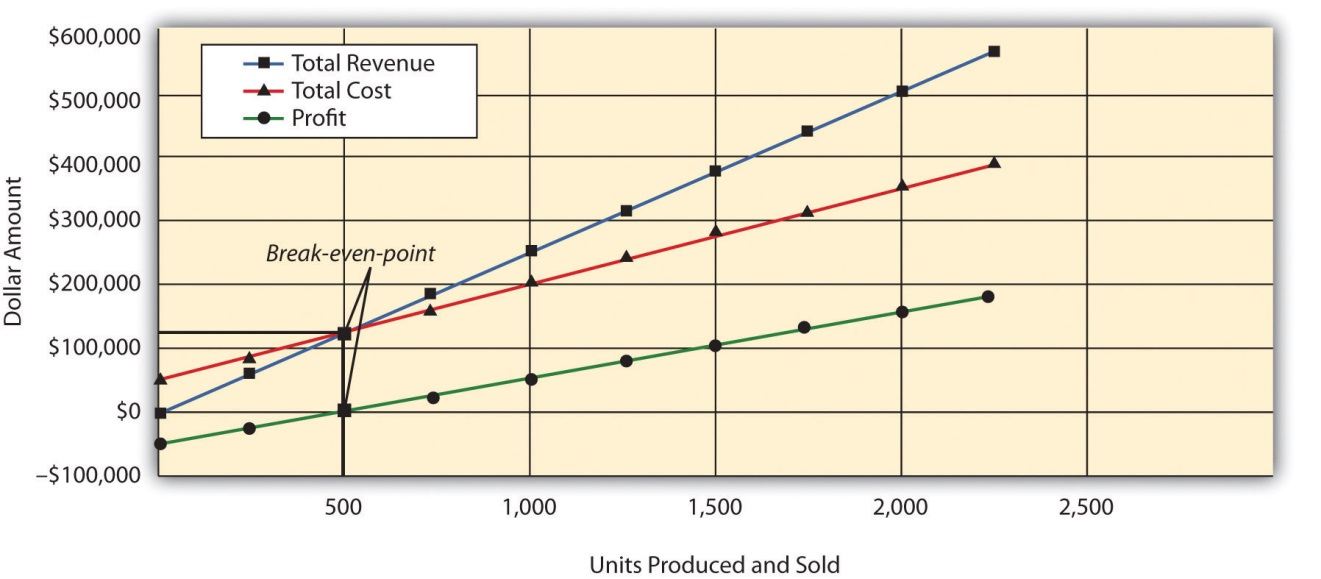 $600,000
$500,000
$400,000
$300,000
$200,000
$100,000
$0
–$100,000
Dollar Amount
Total Revenue
Total Cost
Profit
Break-even-point
500
1,000
1,500
2,000
2,500
Units Produced and Sold